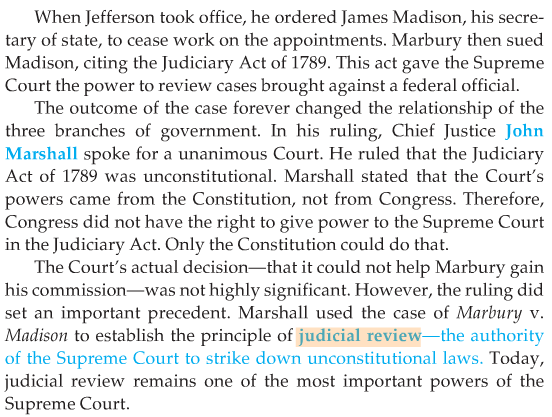 When Jefferson took office, he ordered James Madison, his secre-
tary of state, to cease work on the appointments. Marbury then sued
Madison, citing the Judiciary Act of 1789. This act gave the Supreme
Court the power to review cases brought against a federal official.
The outcome of the case forever changed the relationship of the
three branches of government. In his ruling, Chief Justice John
Marshall spoke for a unanimous Court. He ruled that the Judiciary
Act of 1789 was unconstitutional. Marshall stated that the Court’s
powers came from the Constitution, not from Congress. Therefore,
Congress did not have the right to give power to the Supreme Court
in the Judiciary Act. Only the Constitution could do that.
The Court’s actual decision—that it could not help Marbury gain
his commission—was not highly significant. However, the ruling did
set an important precedent. Marshall used the case of Marbury v.
Madison to establish the principle of judicial review—the authority
of the Supreme Court to strike down unconstitutional laws. Today,
judicial review remains one of the most important powers of the
Supreme Court.